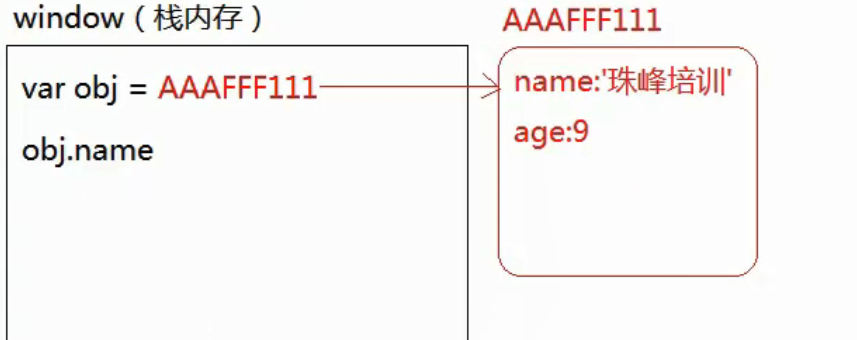 window（栈内存）
AAAFFF111
var obj = AAAFFF111
obj.name
name:'珠峰培训'
age:9